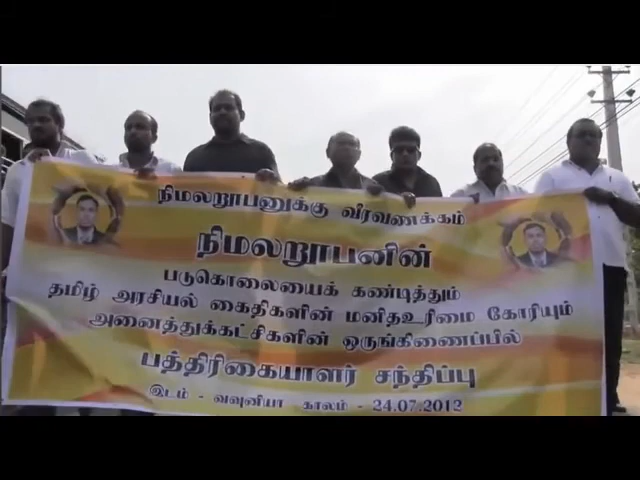 நிமலரூபனுக்கு வீரவணக்கம்
நிமலரூபனின்
படுகொலையைக் கண்டித்தும்
தமிழ் அரசியல் கைதிகளின் மனிதஉரிமை கோரியும்
அனைத்துக்கட்சிகளின் ஒருங்கிணைப்பில்
பத்திரிகையாளர் சந்திப்பு
இடம் - வவுனியா காலம் - 24.07.2012